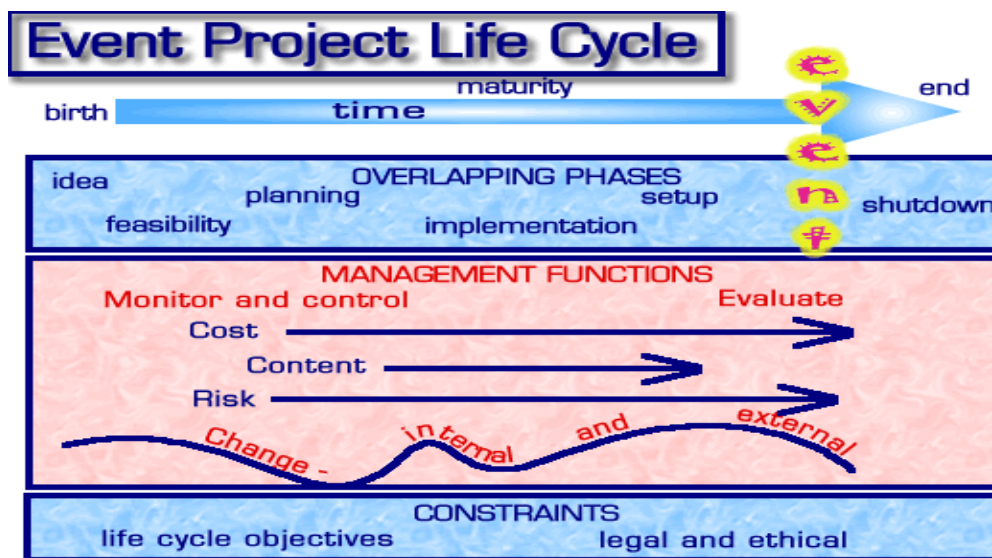 Event Project Life Cycle
maturity
end
birth
time
event
OVERLAPPING PHASES
idea
planning
setup
shutdown
feasibility
implementation
MANAGEMENT FUNCTIONS
Monitor and control
Evaluate
Cost
Content
Risk
Change - internal and external
CONSTRAINTS
life cycle objectives
legal and ethical